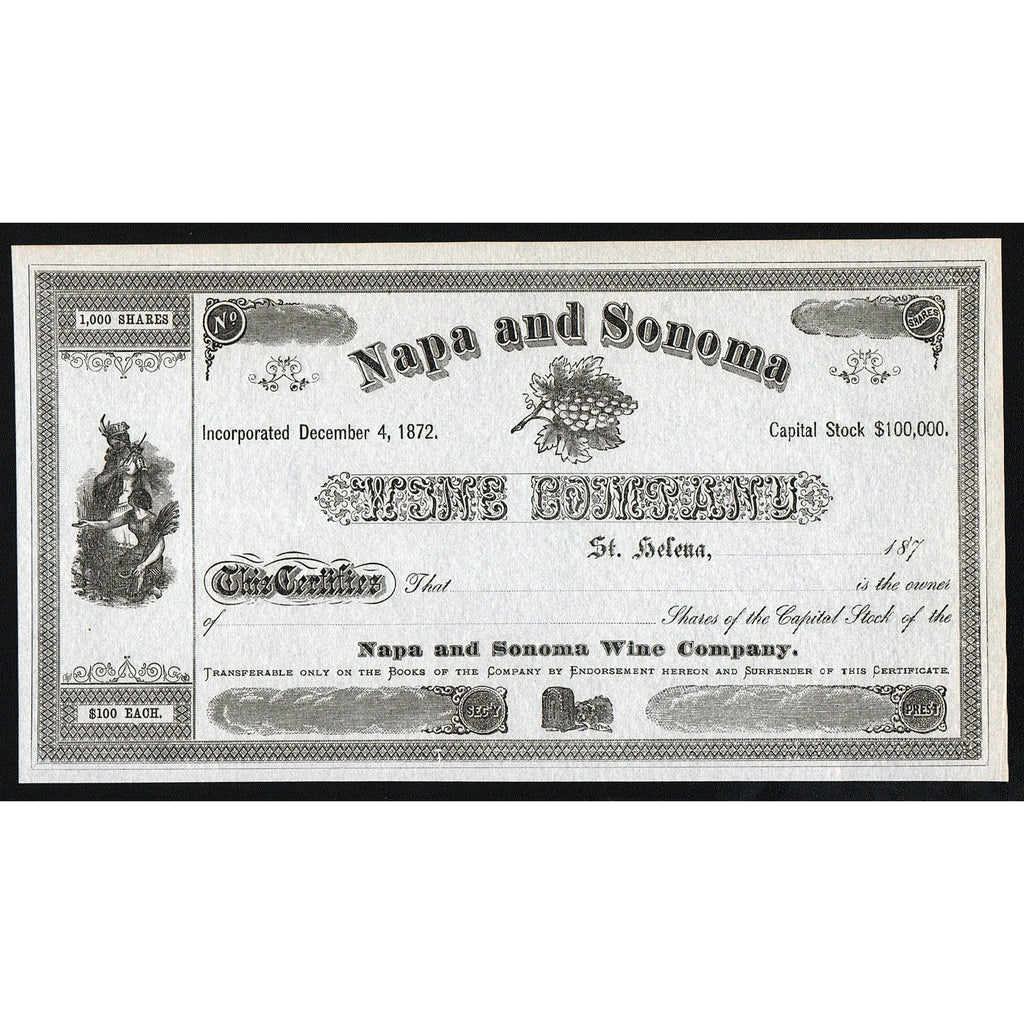 1,000 SHARES
No
SHARES
Napa and Sonoma
Incorporated December 4, 1872.
Capital Stock $100,000.
WINE COMPANY
St. Helena, 187
This Certifies That is the owner
of Shares of the Capital Stock of the
Napa and Sonoma Wine Company.
TRANSFERABLE ONLY ON THE BOOKS OF THE COMPANY BY ENDORSEMENT HEREON AND SURRENDER OF THIS CERTIFICATE.
$100 EACH.
SEC'Y
PRES'T